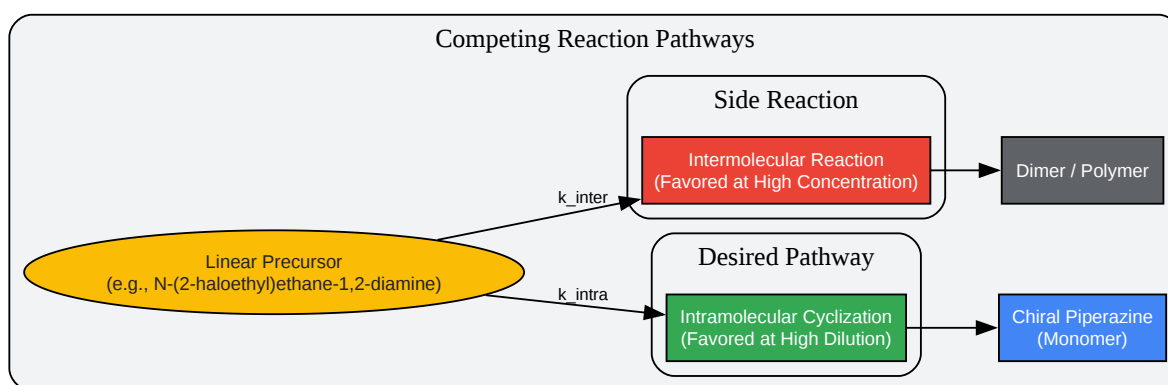 Competing Reaction Pathways
Side Reaction
Intermolecular Reaction
(Favored at High Concentration)
Dimer / Polymer
k_inter
Linear Precursor
(e.g., N-(2-haloethyl)ethane-1,2-diamine)
k_intra
Desired Pathway
Intramolecular Cyclization
(Favored at High Dilution)
Chiral Piperazine
(Monomer)